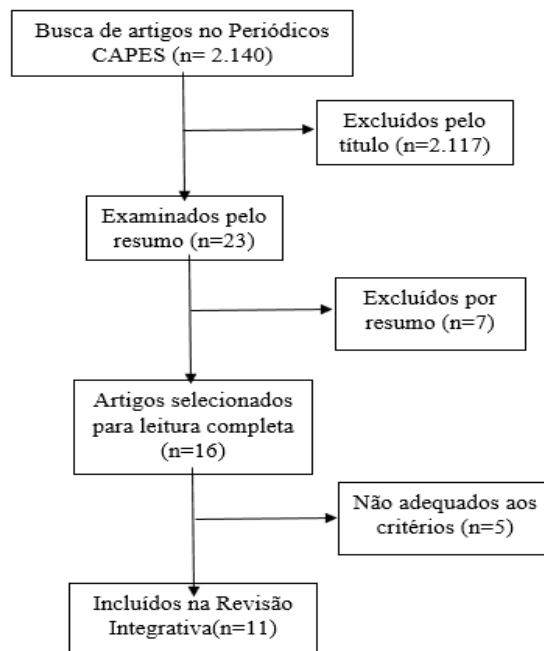 Busca de artigos no Periódicos
CAPES (n= 2.140)
Excluídos pelo
título (n=2.117)
Examinados pelo
resumo (n=23)
Excluídos por
resumo (n=7)
Artigos selecionados
para leitura completa
(n=16)
Não adequados aos
critérios (n=5)
Incluídos na Revisão
Integrativa(n=11)